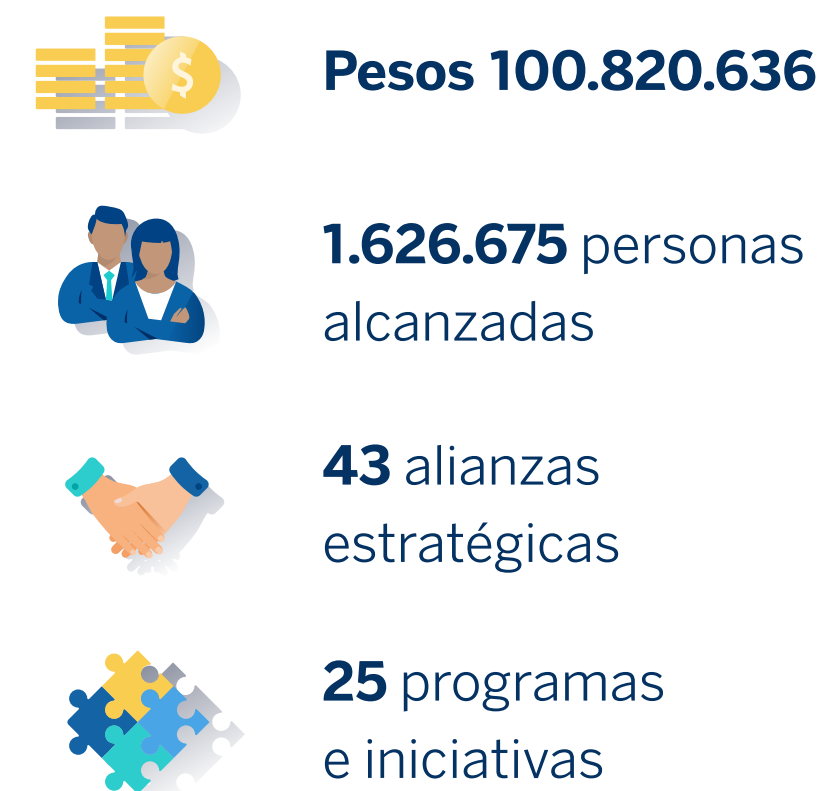 Pesos 100.820.636
1.626.675 personas
alcanzadas
43 alianzas
estratégicas
25 programas
e iniciativas
$